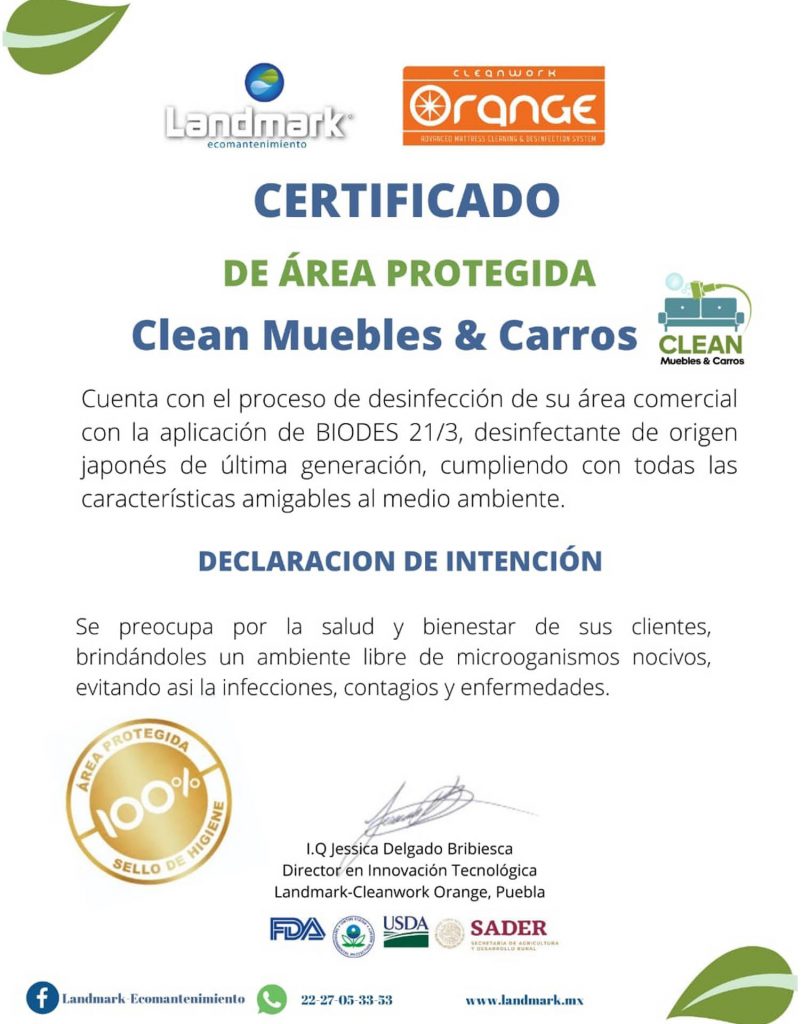 Landmark®
ecomantenimiento
CLEANWORK
ORANGE
ADVANCED MATTRESS CLEANING & DESINFECTION SYSTEM
CERTIFICADO
DE ÁREA PROTEGIDA
Clean Muebles & Carros
CLEAN
Muebles & Carros
Cuenta con el proceso de desinfección de su área comercial
con la aplicación de BIODES 21/3, desinfectante de origen
japonés de última generación, cumpliendo con todas las
características amigables al medio ambiente.
DECLARACION DE INTENCIÓN
Se preocupa por la salud y bienestar de sus clientes,
brindándoles un ambiente libre de microoganismos nocivos,
evitando asi la infecciones, contagios y enfermedades.
ÁREA PROTEGIDA
100%
SELLO DE HIGIENE
I.Q Jessica Delgado Bribiesca
Director en Innovación Tecnológica
Landmark-Cleanwork Orange, Puebla
FDA
USDA
SADER
SECRETARÍA DE AGRICULTURA
Y DESARROLLO RURAL
Landmark-Ecomantenimiento
22-27-05-33-53
www.landmark.mx